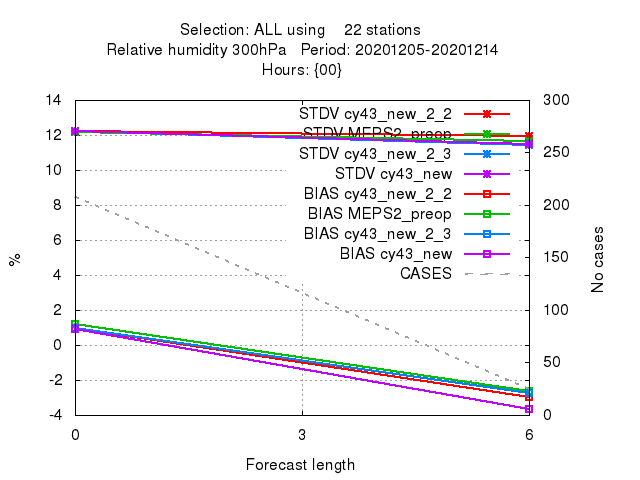 Selection: ALL using 22 stations
Relative humidity 300hPa Period: 20201205-20201214
Hours: {00}
14 300
STDV cy43_new_2_2
12 STDV MEPS2_preop 250
STDV cy43_new_2_3
10 STDV cy43_new
BIAS cy43_new_2_2
8 BIAS MEPS2_preop 200
6 BIAS cy43_new_2_3
BIAS cy43_new 150
4 CASES
2 100
0
-2 50
-4 0
0 3 6
%
No cases
Forecast length